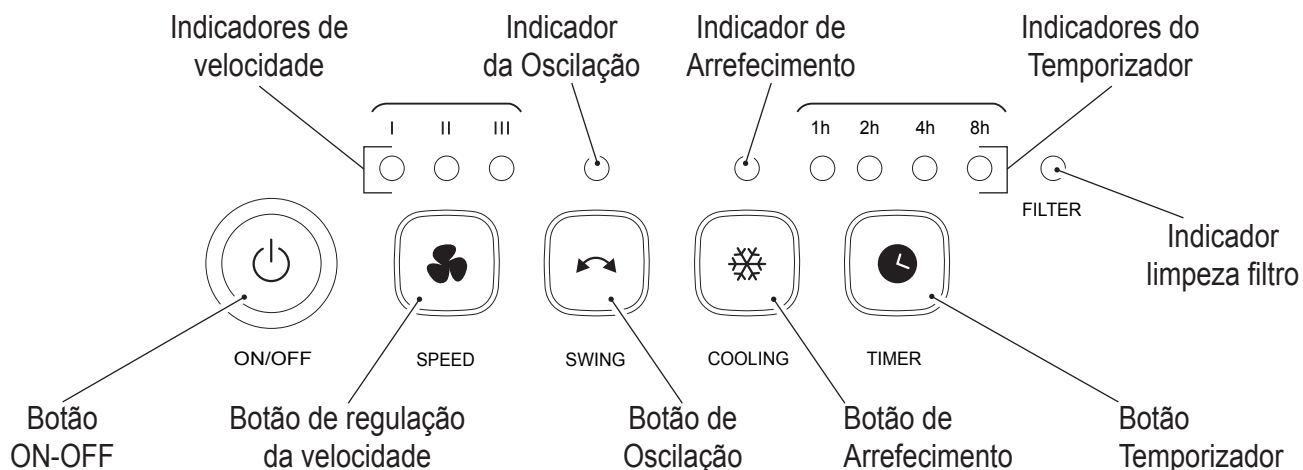 Indicadores de
velocidade
Indicador
da Oscilação
Indicador de
Arrefecimento
Indicadores do
Temporizador
I II III
1h 2h 4h 8h
FILTER
Indicador
limpeza filtro
ON/OFF SPEED SWING COOLING TIMER
Botão
ON-OFF
Botão de regulação
da velocidade
Botão de
Oscilação
Botão de
Arrefecimento
Botão
Temporizador